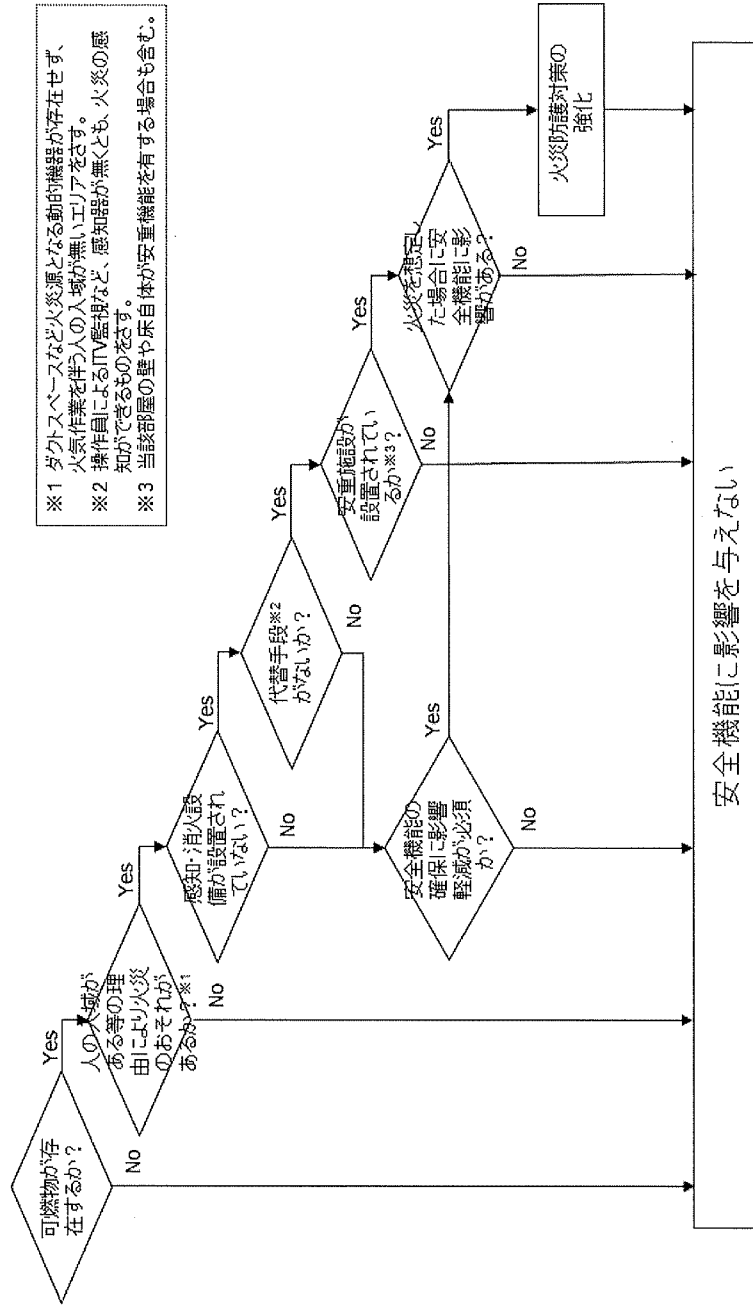 ※1 ダクトスペースなど火災源となる動的機器が存在せず、
火気作業を伴う人の入域が無いエリアをさす。
※2 操作員によるITV監視など、感知器が無くとも、火災の感
知ができるものをさす。
※3 当該部屋の壁や床自体が安重機能を有する場合も含む。
可燃物が存
在するか？
Yes
No
人の入域が
ある等の理
由により火災
のおそれが
あるか？※1
Yes
No
感知・消火設
備が設置され
ていない？
Yes
No
代替手段※2
がないか？
Yes
No
安重施設が
設置されてい
るか※3？
Yes
No
安全機能の
確保に影響
軽減が必須
か？
Yes
No
火災を想定し
た場合に安
全機能に影
響がある？
Yes
No
火災防護対策の
強化
安全機能に影響を与えない